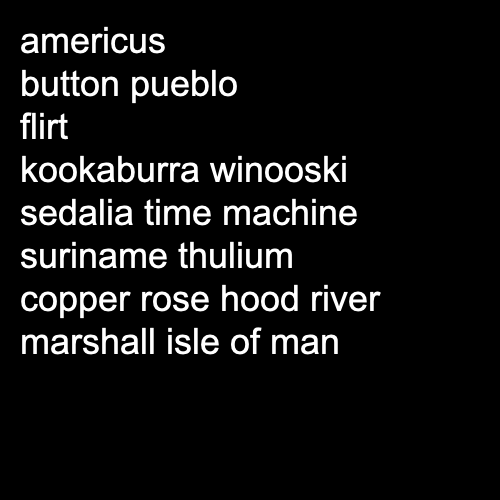 americus
button pueblo
flirt
kookaburra winooski
sedalia time machine
suriname thulium
copper rose hood river
marshall isle of man